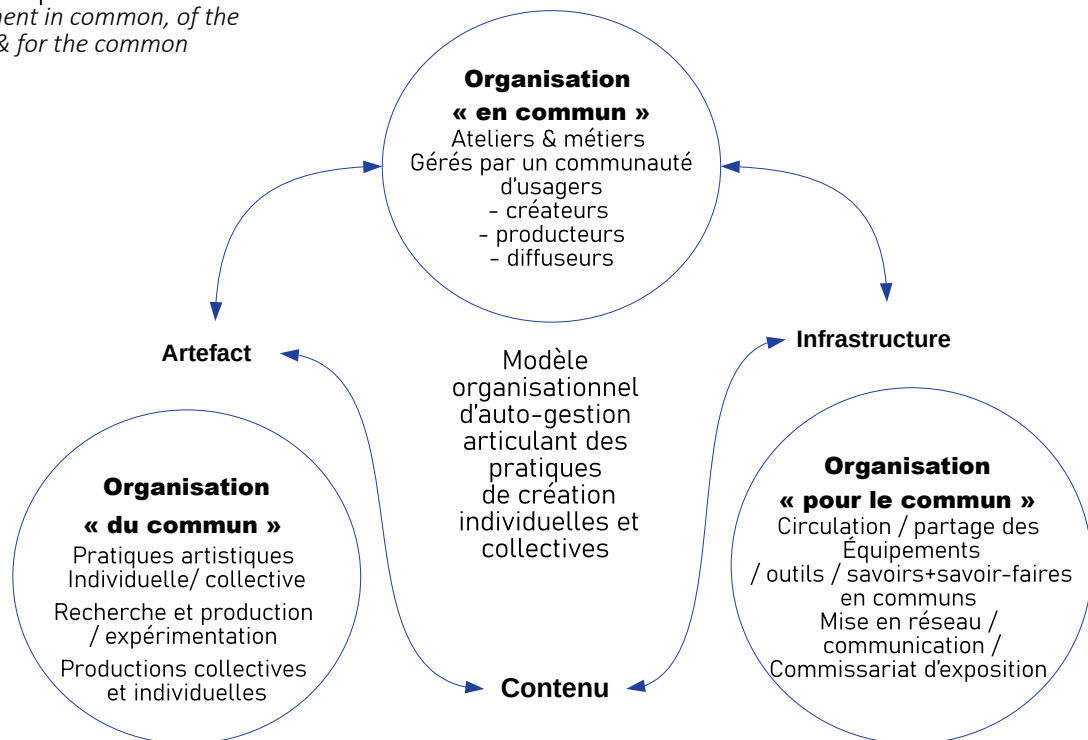 ment in common, of the
& for the common
Organisation
« en commun »
Ateliers & métiers
Gérés par un communauté
d'usagers
- créateurs
- producteurs
- diffuseurs
Artefact
Infrastructure
Modèle
organisationnel
d'auto-gestion
articulant des
pratiques
de création
individuelles et
collectives
Organisation
« du commun »
Pratiques artistiques
Individuelle/ collective
Recherche et production
/ expérimentation
Productions collectives
et individuelles
Organisation
« pour le commun »
Circulation / partage des
Équipements
/ outils / savoirs+savoir-faires
en communs
Mise en réseau /
communication /
Commissariat d'exposition
Contenu